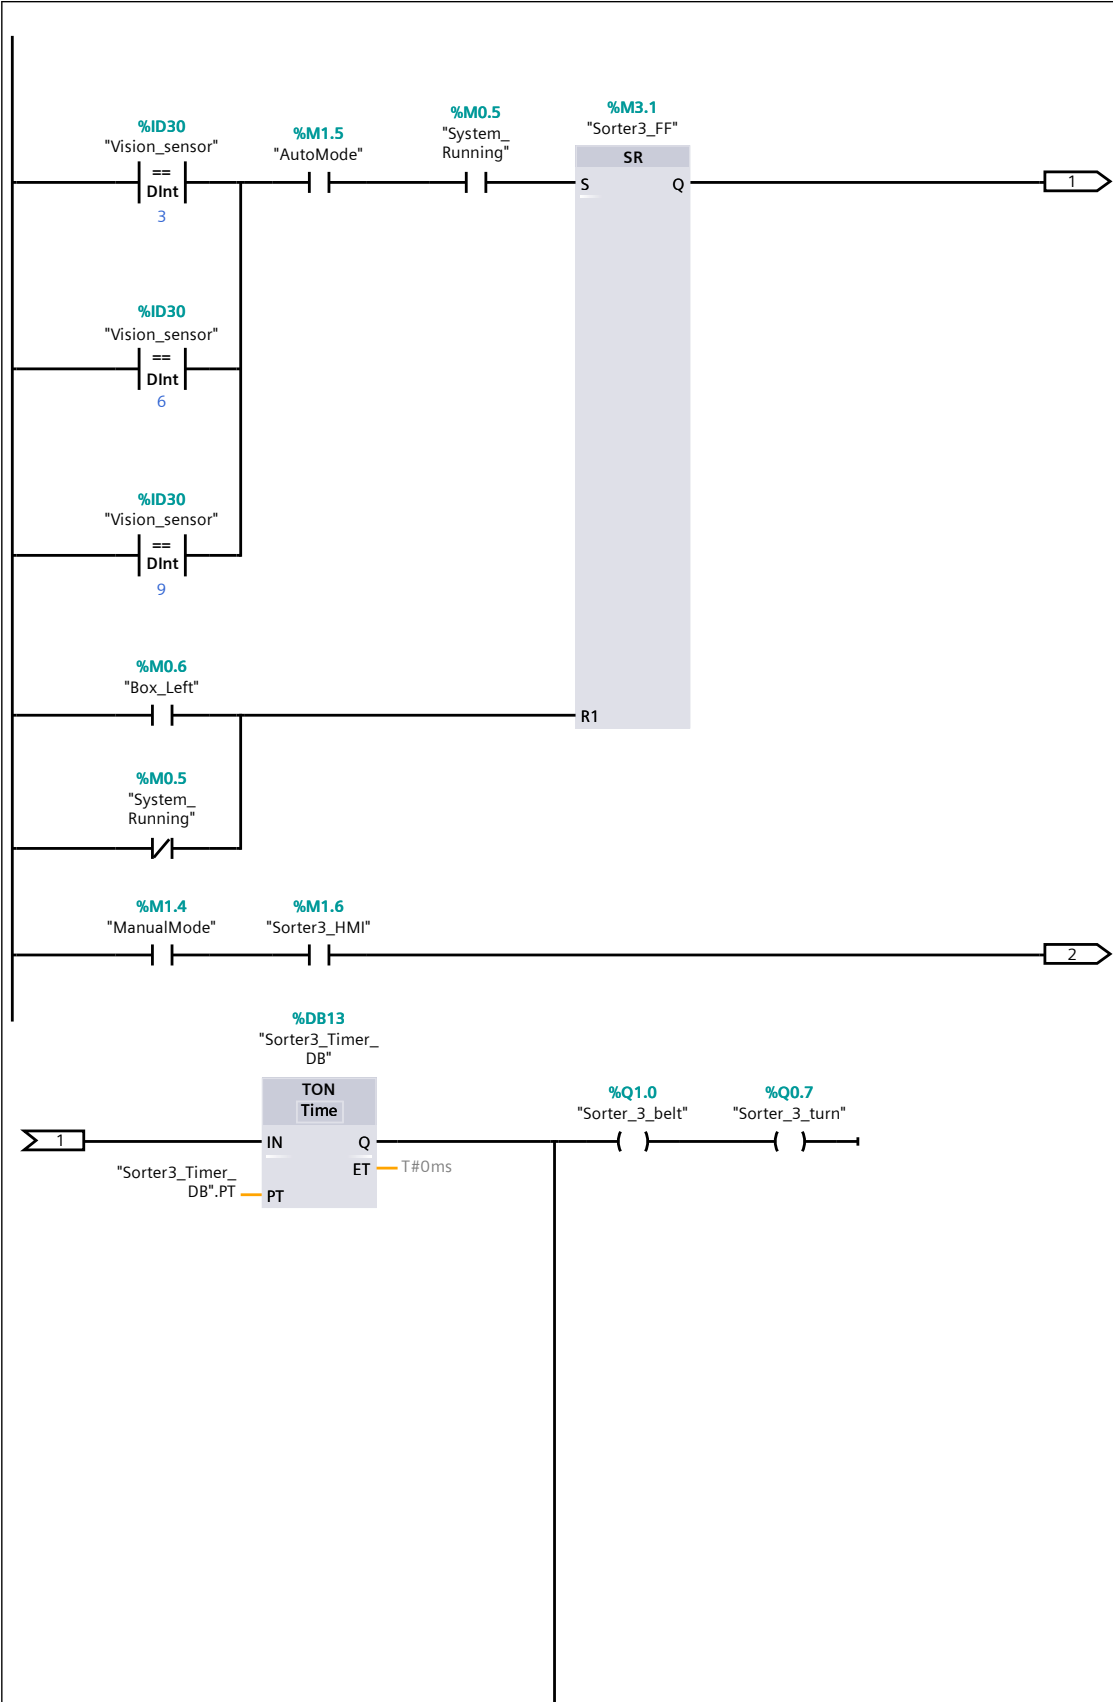 %ID30
"Vision_sensor"
==
DInt
3
%M1.5
"AutoMode"
%M0.5
"System_
Running"
%M3.1
"Sorter3_FF"
SR
S
Q
1
%ID30
"Vision_sensor"
==
DInt
6
%ID30
"Vision_sensor"
==
DInt
9
%M0.6
"Box_Left"
R1
%M0.5
"System_
Running"
%M1.4
"ManualMode"
%M1.6
"Sorter3_HMI"
2
%DB13
"Sorter3_Timer_
DB"
TON
Time
1
IN
Q
"Sorter3_Timer_
DB".PT
PT
ET
T#0ms
%Q1.0
"Sorter_3_belt"
%Q0.7
"Sorter_3_turn"